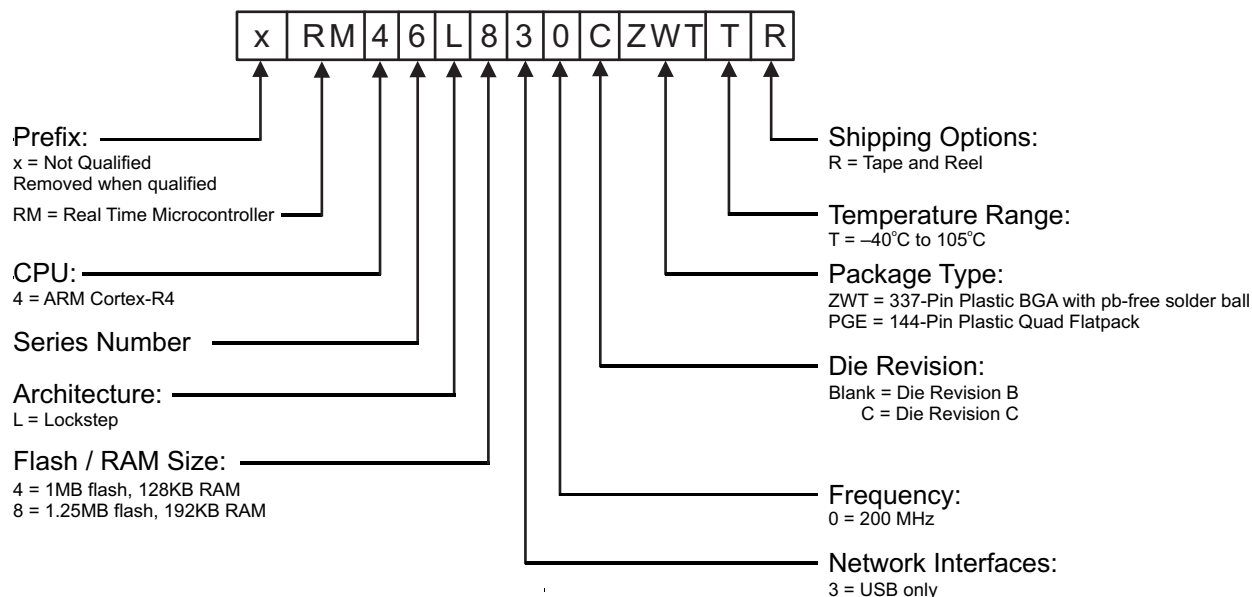 x RM 4 6 L 8 3 0 C ZWT T R
Prefix:
x = Not Qualified
Removed when qualified
RM = Real Time Microcontroller
CPU:
4 = ARM Cortex-R4
Series Number
Architecture:
L = Lockstep
Flash / RAM Size:
4 = 1MB flash, 128KB RAM
8 = 1.25MB flash, 192KB RAM
Shipping Options:
R = Tape and Reel
Temperature Range:
T = –40°C to 105°C
Package Type:
ZWT = 337-Pin Plastic BGA with pb-free solder ball
PGE = 144-Pin Plastic Quad Flatpack
Die Revision:
Blank = Die Revision B
C = Die Revision C
Frequency:
0 = 200 MHz
Network Interfaces:
3 = USB only